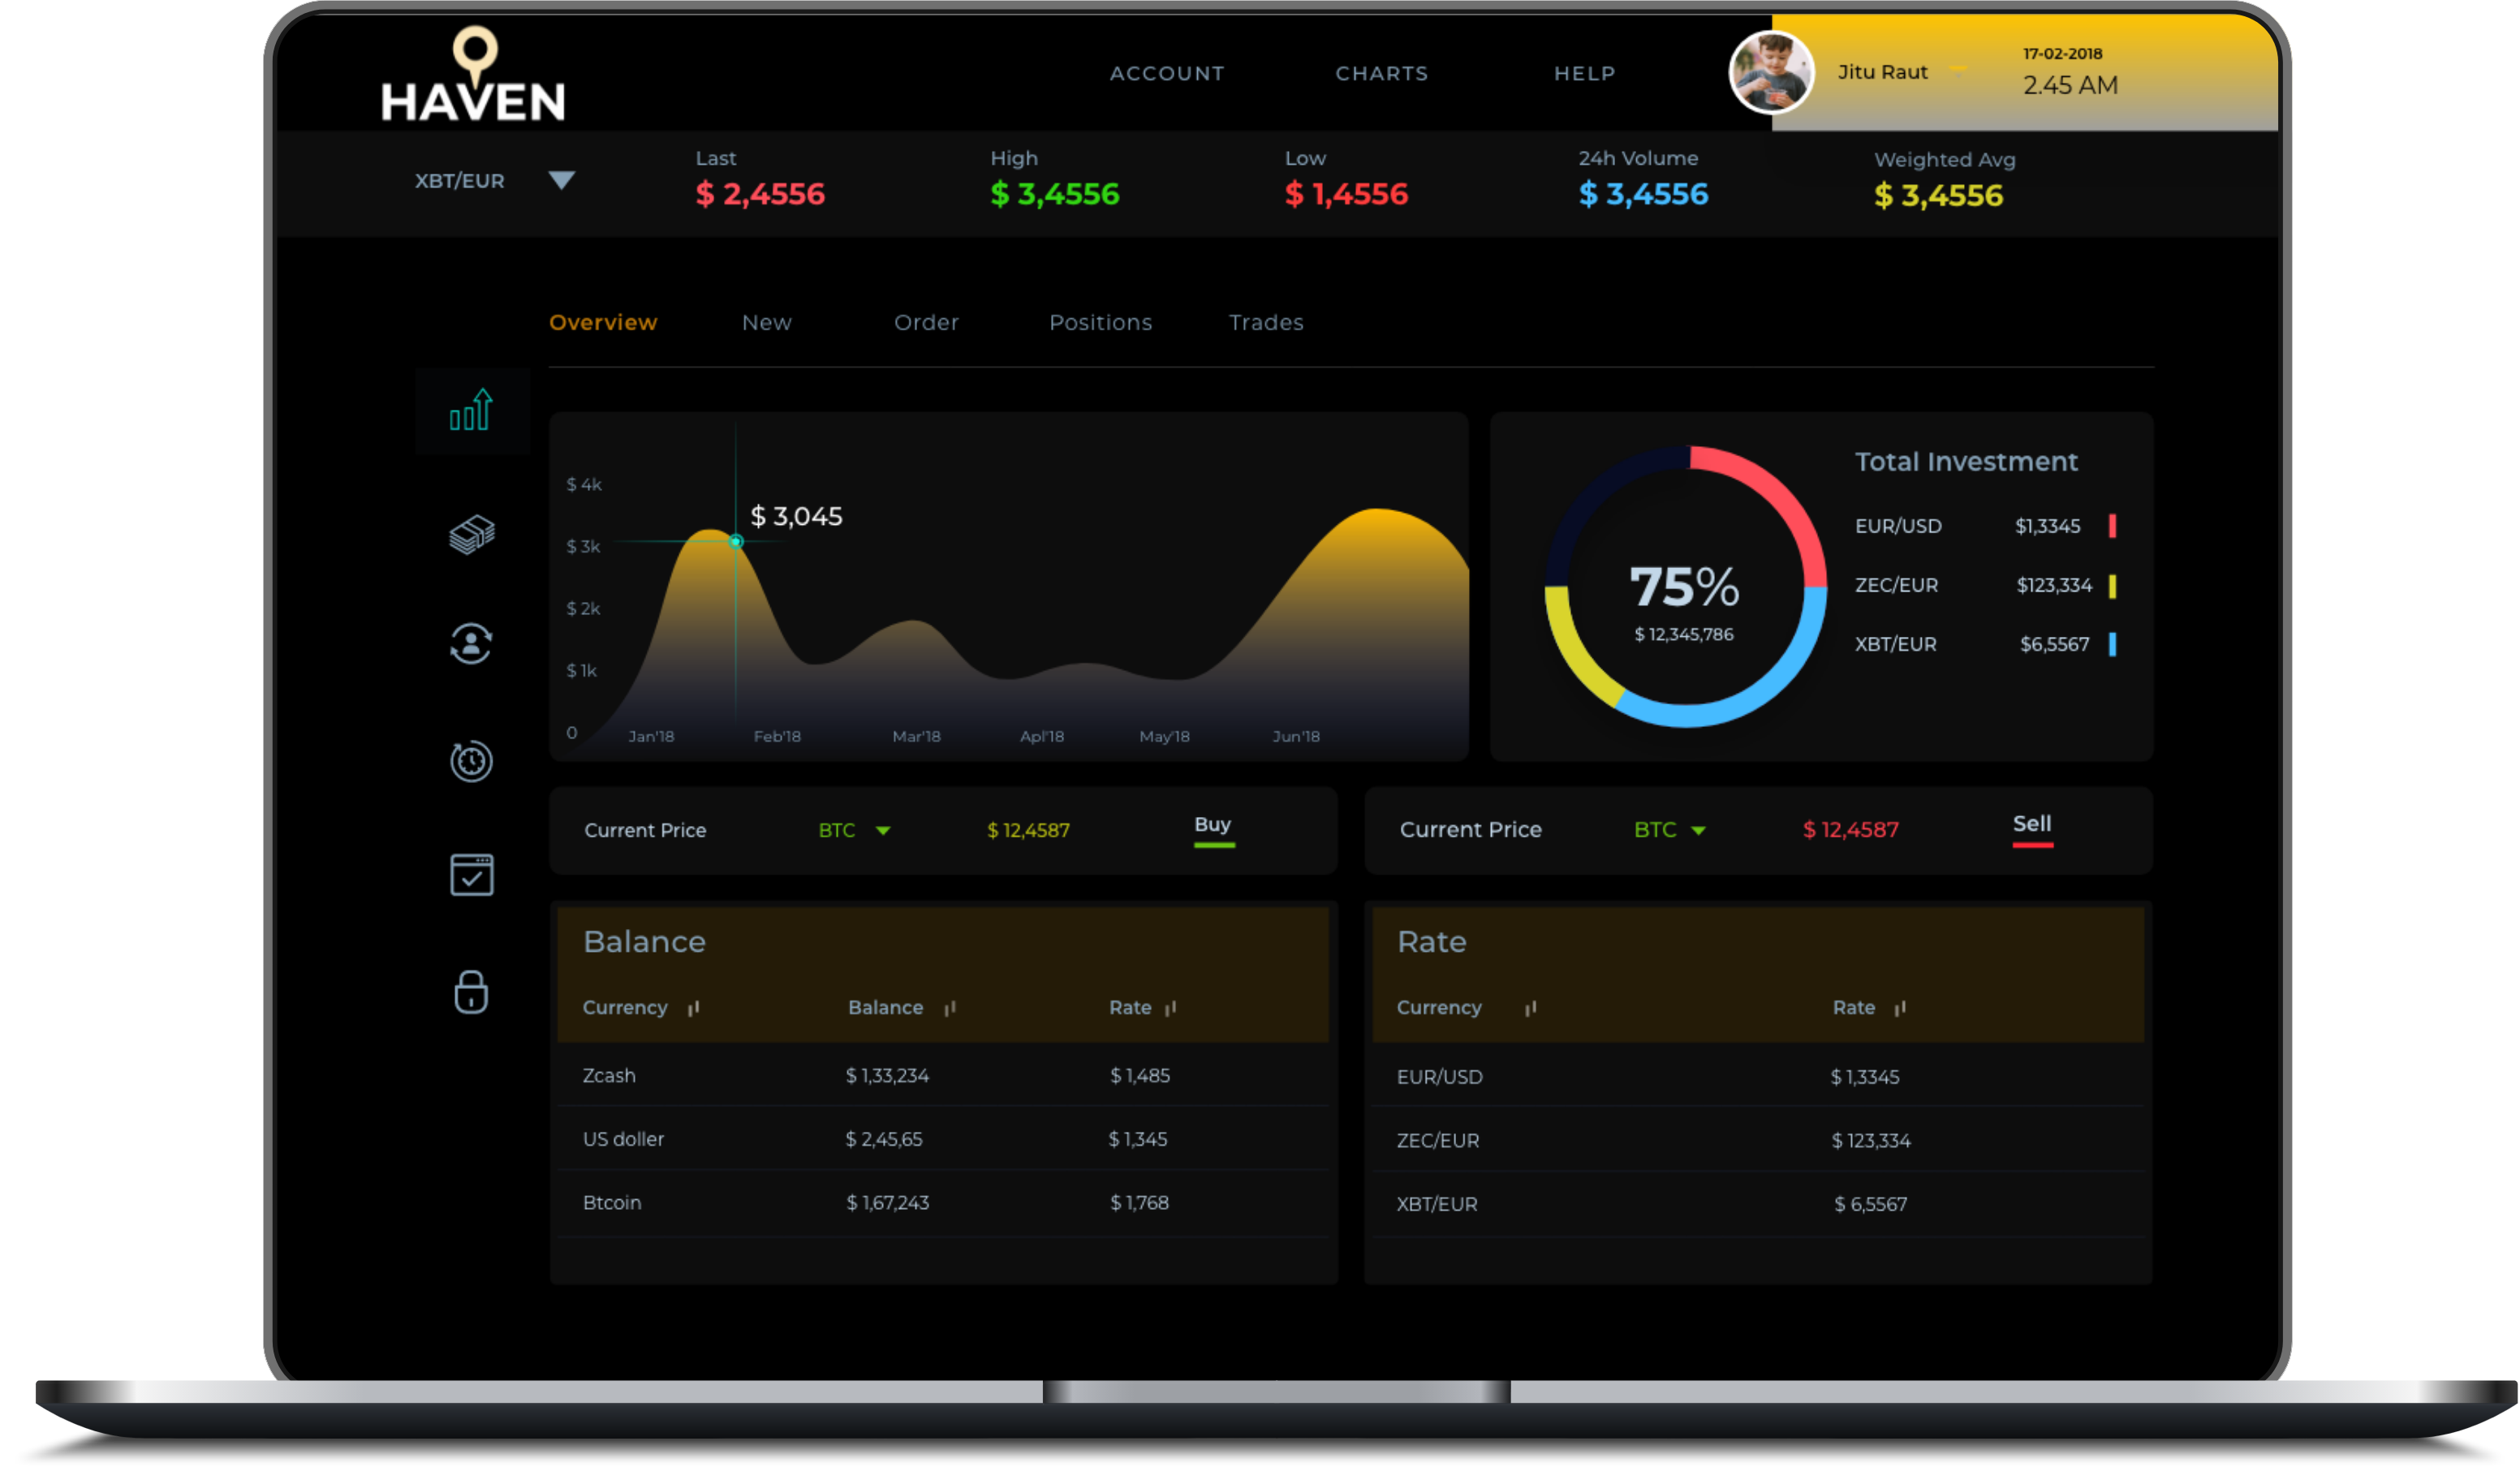 HAVEN
ACCOUNT CHARTS HELP
Jitu Raut
17-02-2018
2.45 AM
XBT/EUR
Last
$ 2,4556
High
$ 3,4556
Low
$ 1,4556
24h Volume
$ 3,4556
Weighted Avg
$ 3,4556
Overview New Order Positions Trades
$ 4k
$ 3k
$ 2k
$ 1k
0
$ 3,045
Jan'18 Feb'18 Mar'18 Apl'18 May'18 Jun'18
75%
$ 12,345,786
Total Investment
EUR/USD $1,3345
ZEC/EUR $123,334
XBT/EUR $6,5567
Current Price BTC $ 12,4587 Buy
Current Price BTC $ 12,4587 Sell
Balance
Currency Balance Rate
Zcash $ 1,33,234 $ 1,485
US doller $ 2,45,65 $ 1,345
Btcoin $ 1,67,243 $ 1,768
Rate
Currency Rate
EUR/USD $ 1,3345
ZEC/EUR $ 123,334
XBT/EUR $ 6,5567